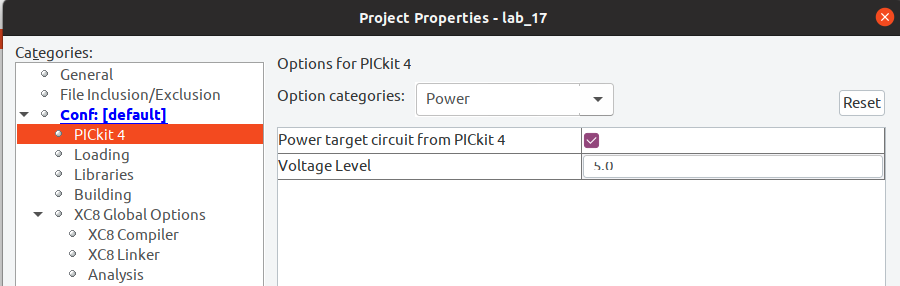 Project Properties - lab_17
Categories:
General
File Inclusion/Exclusion
Conf: [default]
PICkit 4
Loading
Libraries
Building
XC8 Global Options
XC8 Compiler
XC8 Linker
Analysis
Options for PICkit 4
Option categories: Power
Reset
Power target circuit from PICkit 4
Voltage Level 5.0